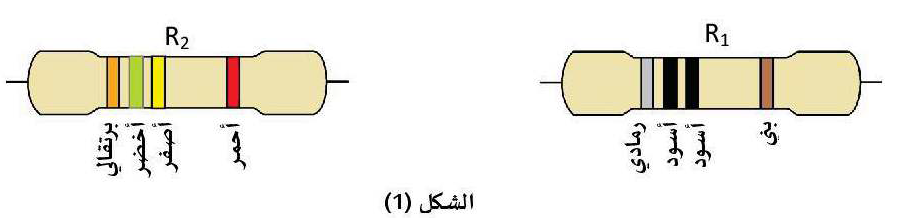 R₂
R₁
برتقالي
أخضر
أصفر
أحمر
رمادي
أسود
أسود
بني
الشكل (1)